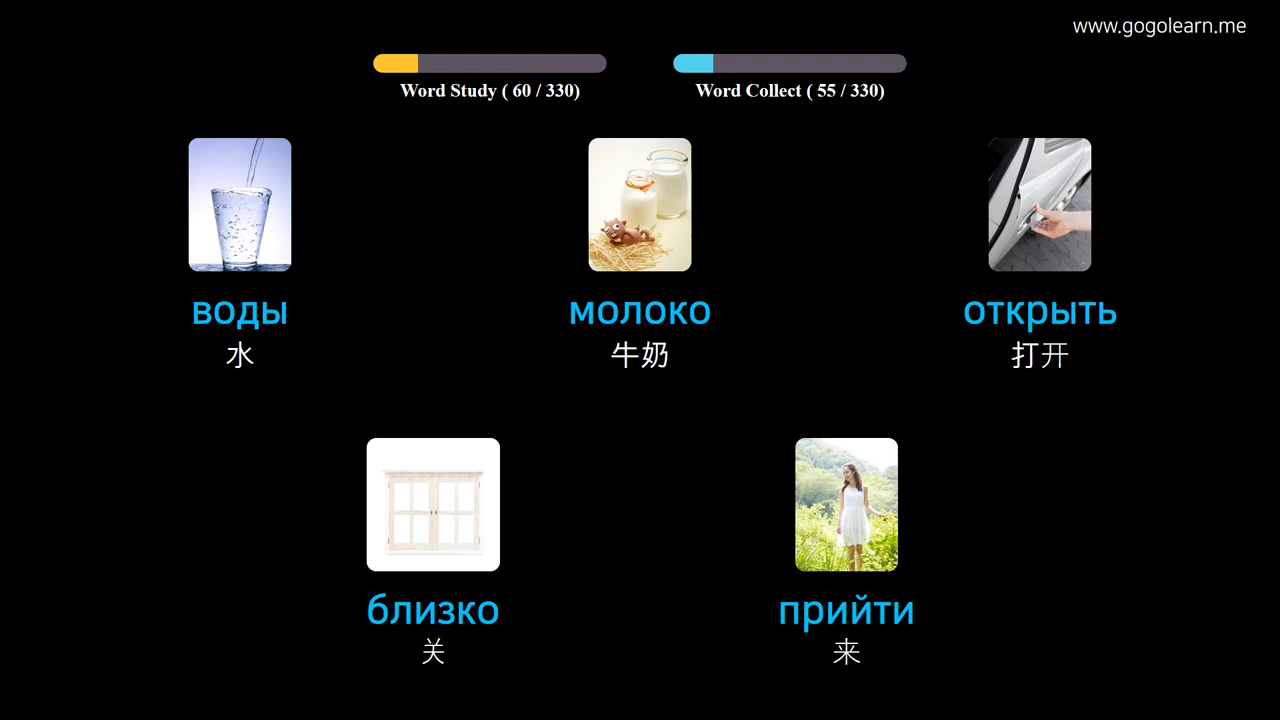 www.gogolearn.me
Word Study ( 60 / 330)
Word Collect ( 55 / 330)
воды
水
молоко
牛奶
открыть
打开
близко
关
прийти
来